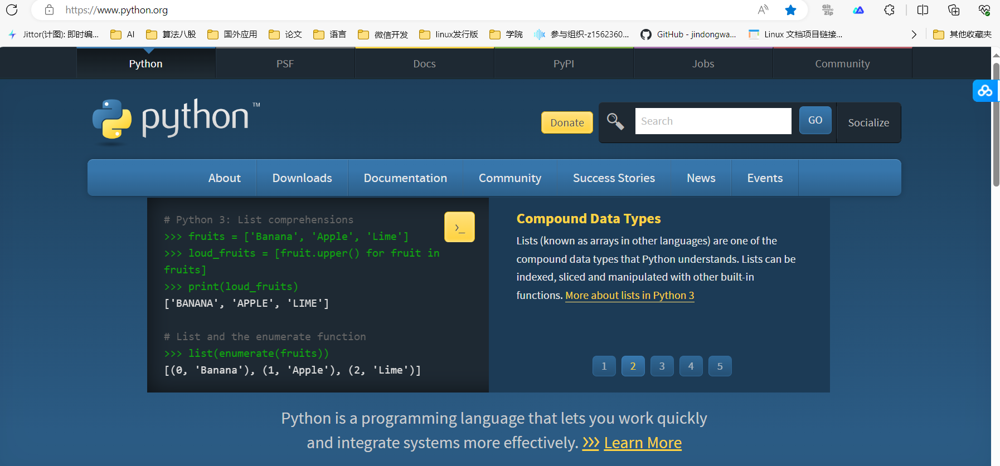 https://www.python.org
Jittor(计图): 即时编...
AI
算法八股
国外应用
论文
语言
微信开发
linux发行版
学院
参与组织-z1562360...
GitHub - jindongwa...
Linux 文档项目链接...
其他收藏夹
Python
PSF
Docs
PyPI
Jobs
Community
python™
Donate
Search
GO
Socialize
About
Downloads
Documentation
Community
Success Stories
News
Events
# Python 3: List comprehensions
>>> fruits = ['Banana', 'Apple', 'Lime']
>>> loud_fruits = [fruit.upper() for fruit in
fruits]
>>> print(loud_fruits)
['BANANA', 'APPLE', 'LIME']
# List and the enumerate function
>>> list(enumerate(fruits))
[(0, 'Banana'), (1, 'Apple'), (2, 'Lime')]
>_
Compound Data Types
Lists (known as arrays in other languages) are one of the
compound data types that Python understands. Lists can be
indexed, sliced and manipulated with other built-in
functions. More about lists in Python 3
1
2
3
4
5
Python is a programming language that lets you work quickly
and integrate systems more effectively. >>> Learn More
Git
Zip